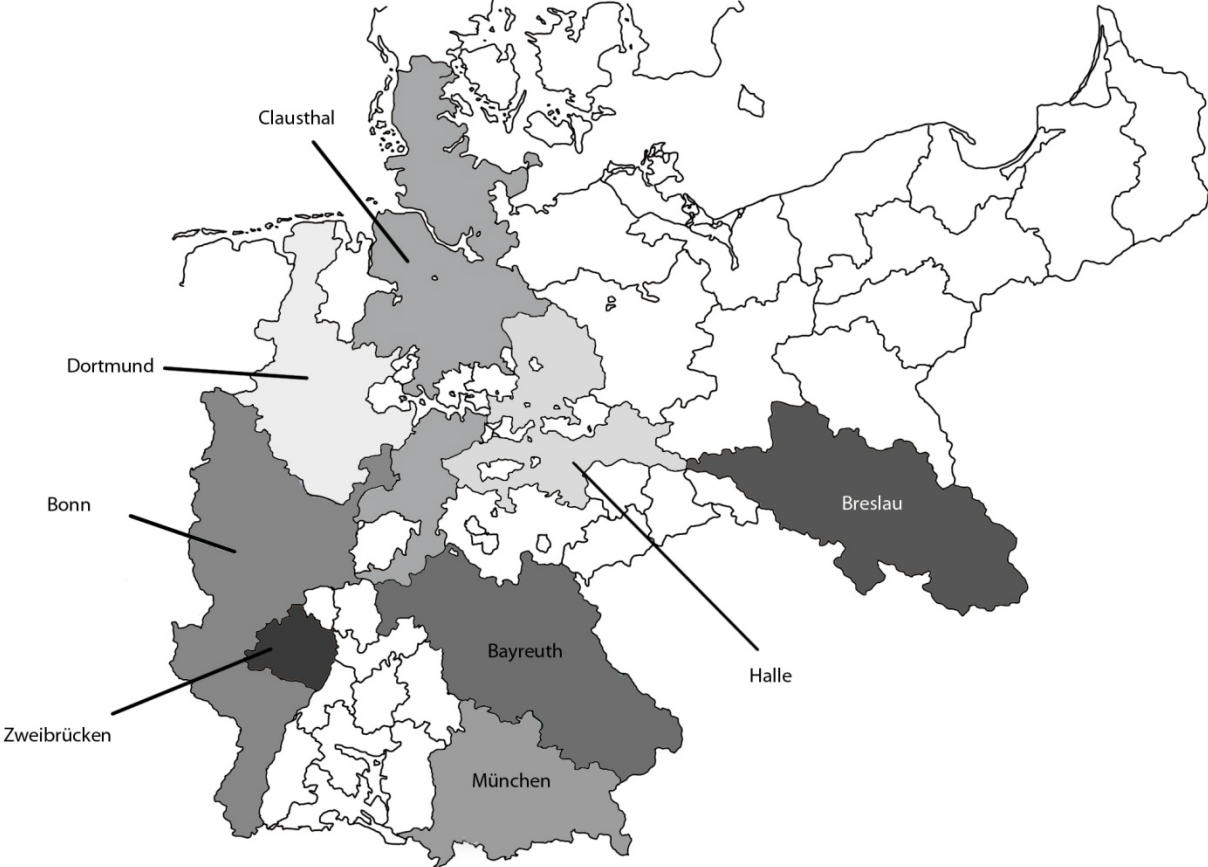 Clausthal
Dortmund
Bonn
Breslau
Bayreuth
Halle
Zweibrücken
München